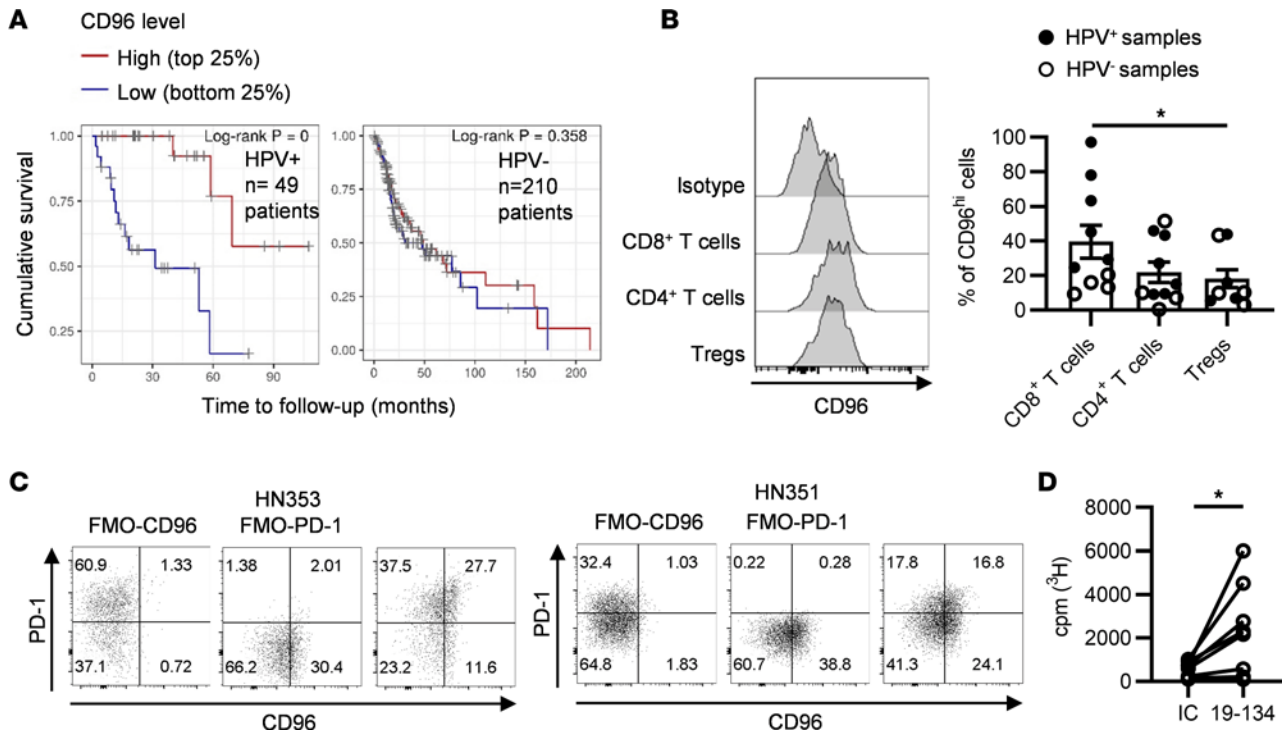 A
CD96 level
High (top 25%)
Low (bottom 25%)
Cumulative survival
1.00
0.75
0.50
0.25
Log-rank P = 0
HPV+
n= 49
patients
0 30 60 90
1.00
0.75
0.50
0.25
0.00
Log-rank P = 0.358
HPV-
n=210
patients
0 50 100 150 200
Time to follow-up (months)
B
Isotype
CD8+ T cells
CD4+ T cells
Tregs
CD96
HPV+ samples
HPV- samples
% of CD96hi cells
100
80
60
40
20
0
*
CD8+ T cells
CD4+ T cells
Tregs
C
HN353
FMO-CD96 FMO-PD-1
PD-1
60.9 1.33
37.1 0.72
1.38 2.01
66.2 30.4
37.5 27.7
23.2 11.6
CD96
HN351
FMO-CD96 FMO-PD-1
PD-1
32.4 1.03
64.8 1.83
0.22 0.28
60.7 38.8
17.8 16.8
41.3 24.1
CD96
D
cpm (3H)
8000
6000
4000
2000
0
*
IC 19-134